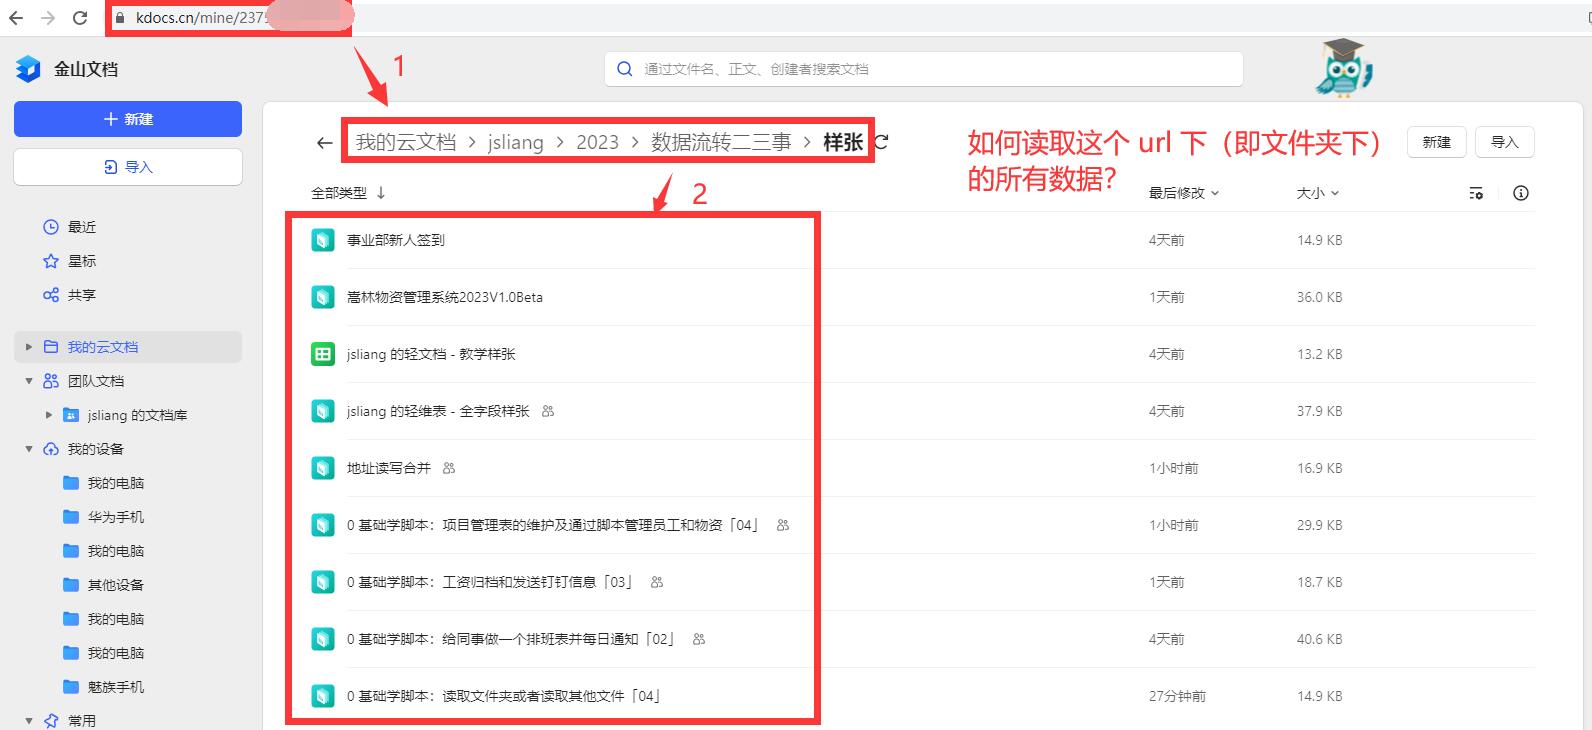 kdocs.cn/mine/237
金山文档
通过文件名、正文、创建者搜索文档
1
新建
导入
我的云文档 > jsliang > 2023 > 数据流转二三事 > 样张
如何读取这个 url 下（即文件夹下）
的所有数据?
新建
导入
全部类型
2
最后修改
大小
最近
星标
共享
我的云文档
团队文档
jsliang 的文档库
我的设备
我的电脑
华为手机
我的电脑
其他设备
我的电脑
我的电脑
魅族手机
常用
事业部新人签到 4天前 14.9 KB
嵩林物资管理系统2023V1.0Beta 1天前 36.0 KB
jsliang 的轻文档 - 教学样张 4天前 13.2 KB
jsliang 的轻维表 - 全字段样张 4天前 37.9 KB
地址读写合并 1小时前 16.9 KB
0 基础学脚本：项目管理表的维护及通过脚本管理员工和物资「04」 1小时前 29.9 KB
0 基础学脚本：工资归档和发送钉钉信息「03」 1天前 18.7 KB
0 基础学脚本：给同事做一个排班表并每日通知「02」 4天前 40.6 KB
0 基础学脚本：读取文件夹或者读取其他文件「04」 27分钟前 14.9 KB